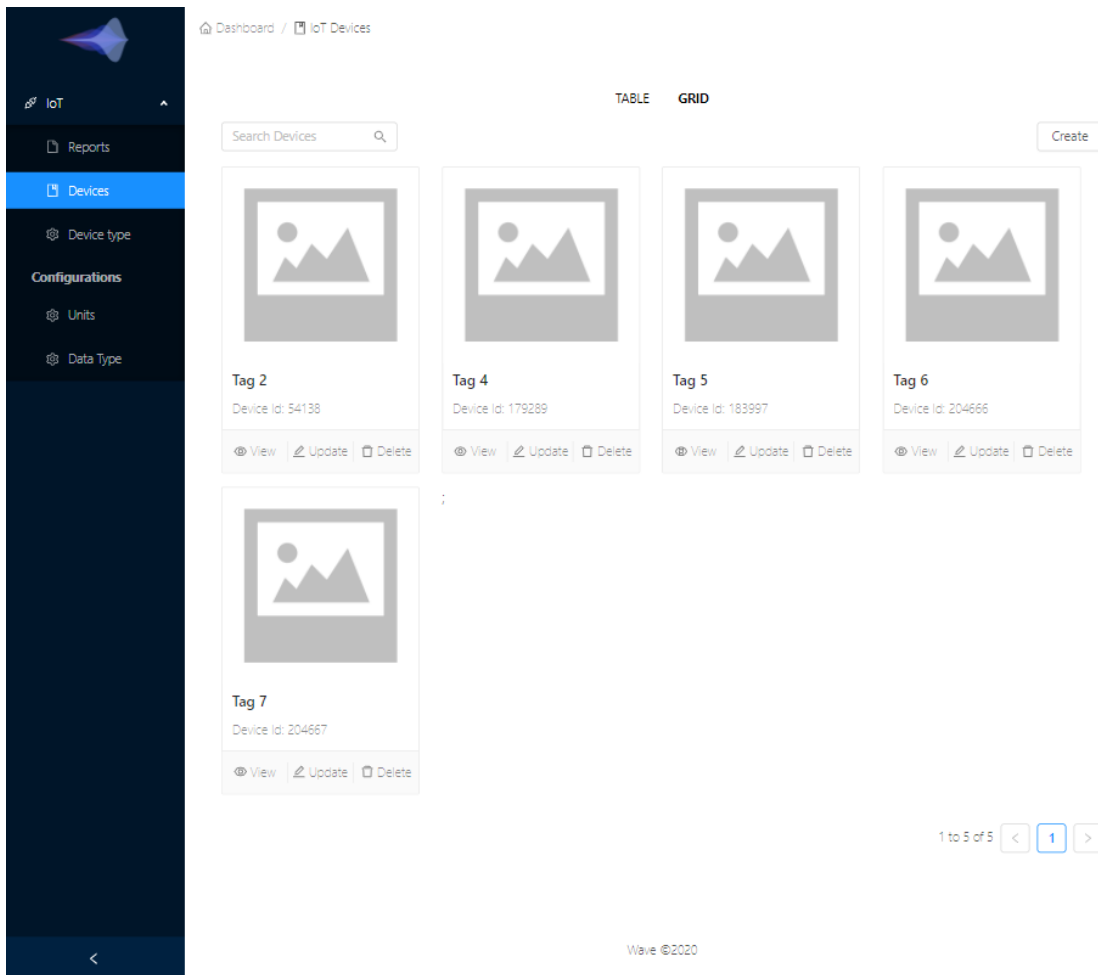 Dashboard / IoT Devices
IoT
Reports
Devices
Device type
Configurations
Units
Data Type
TABLE GRID
Search Devices
Create
Tag 2
Device Id: 54138
View Update Delete
Tag 4
Device Id: 179289
View Update Delete
Tag 5
Device Id: 183997
View Update Delete
Tag 6
Device Id: 204666
View Update Delete
;
Tag 7
Device Id: 204667
View Update Delete
1 to 5 of 5 < 1 >
<
Wave ©2020